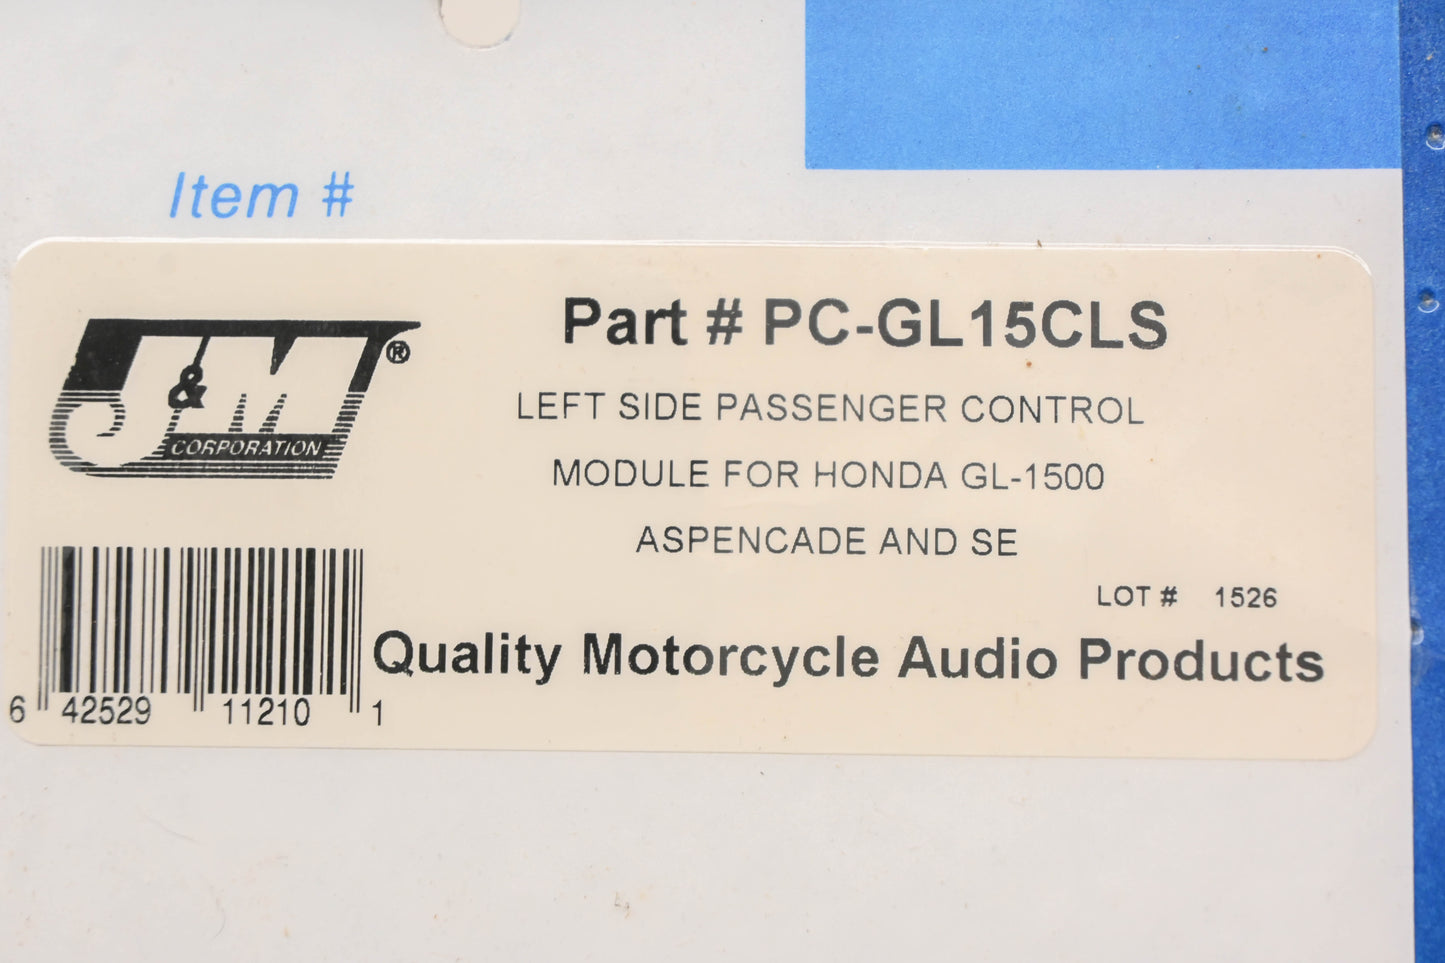 Item #
J&M®
CORPORATION
Part # PC-GL15CLS
LEFT SIDE PASSENGER CONTROL
MODULE FOR HONDA GL-1500
ASPENCADE AND SE
LOT # 1526
Quality Motorcycle Audio Products
6 42529 11210 1